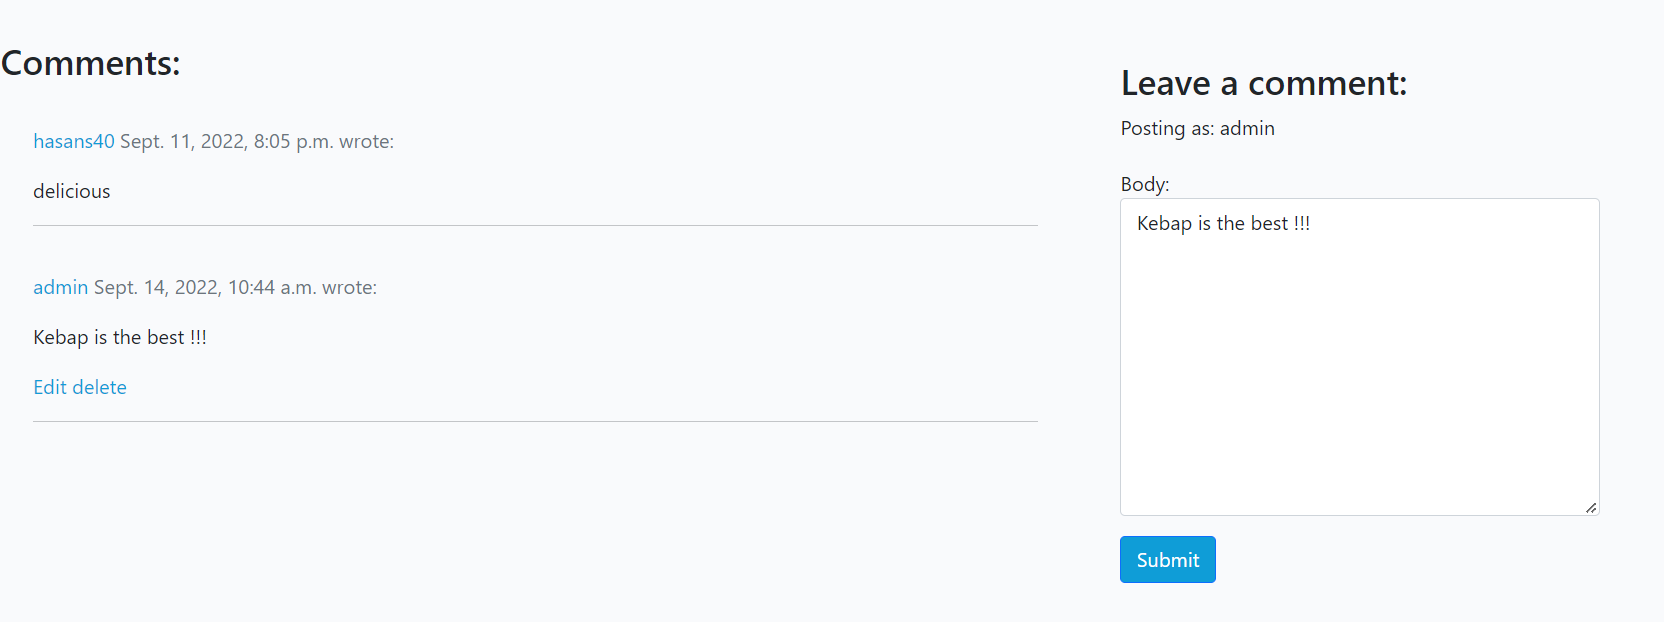 Comments:
hasans40 Sept. 11, 2022, 8:05 p.m. wrote:
delicious
admin Sept. 14, 2022, 10:44 a.m. wrote:
Kebap is the best !!!
Edit delete
Leave a comment:
Posting as: admin
Body:
Kebap is the best !!!
Submit